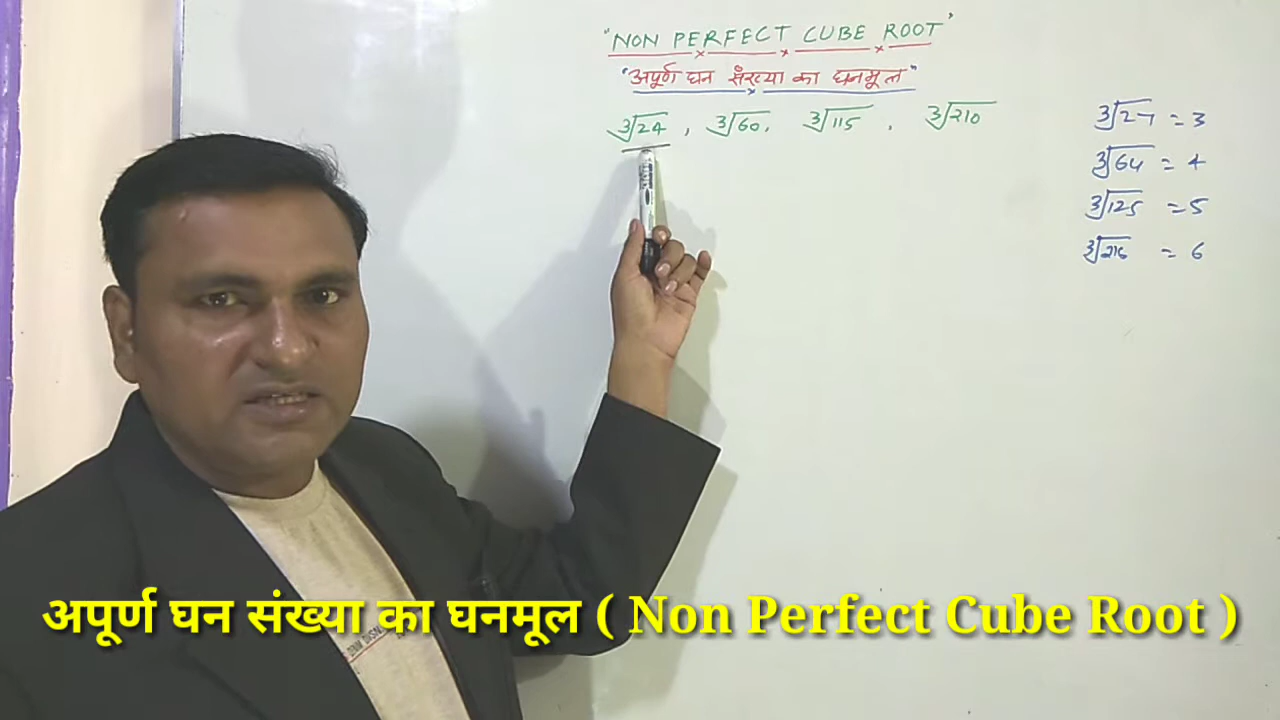 "NON PERFECT CUBE ROOT"
"अपूर्ण घन संख्या का घनमूल"
∛24 , ∛60, ∛115 , ∛210
∛27 = 3
∛64 = 4
∛125 = 5
∛216 = 6
अपूर्ण घन संख्या का घनमूल ( Non Perfect Cube Root )